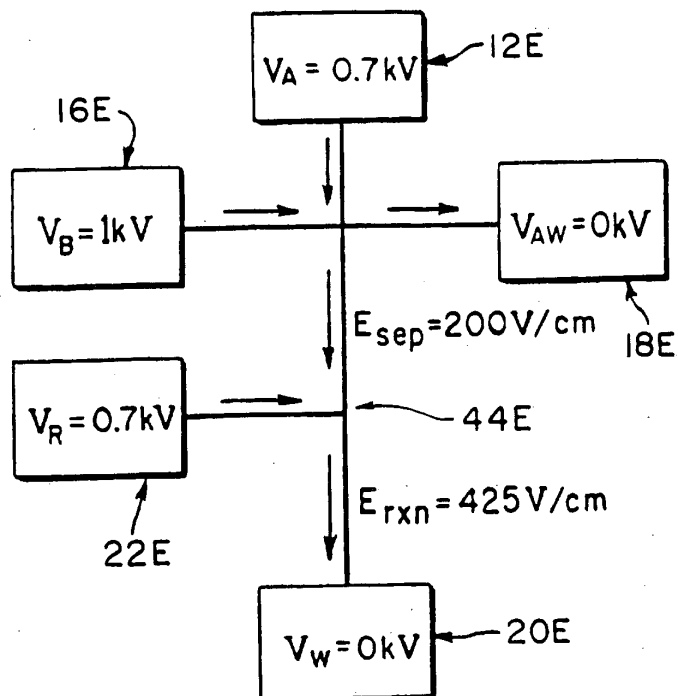 V_A = 0.7kV
12E
16E
V_B = 1kV
V_AW = 0kV
18E
E_sep = 200V/cm
V_R = 0.7kV
44E
22E
E_rxn = 425V/cm
V_W = 0kV
20E